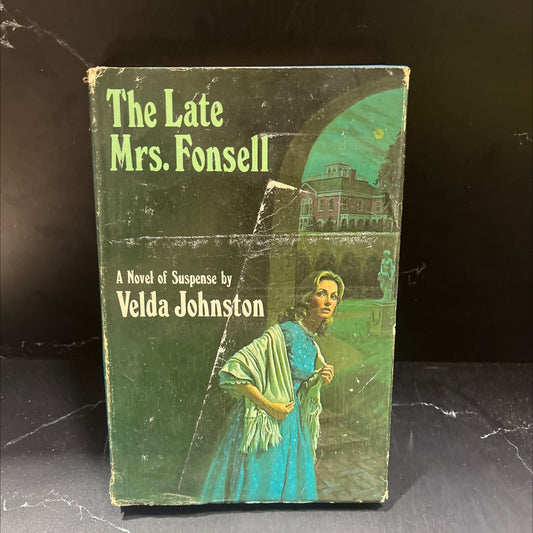 The Late
Mrs. Fonsell
A Novel of Suspense by
Velda Johnston